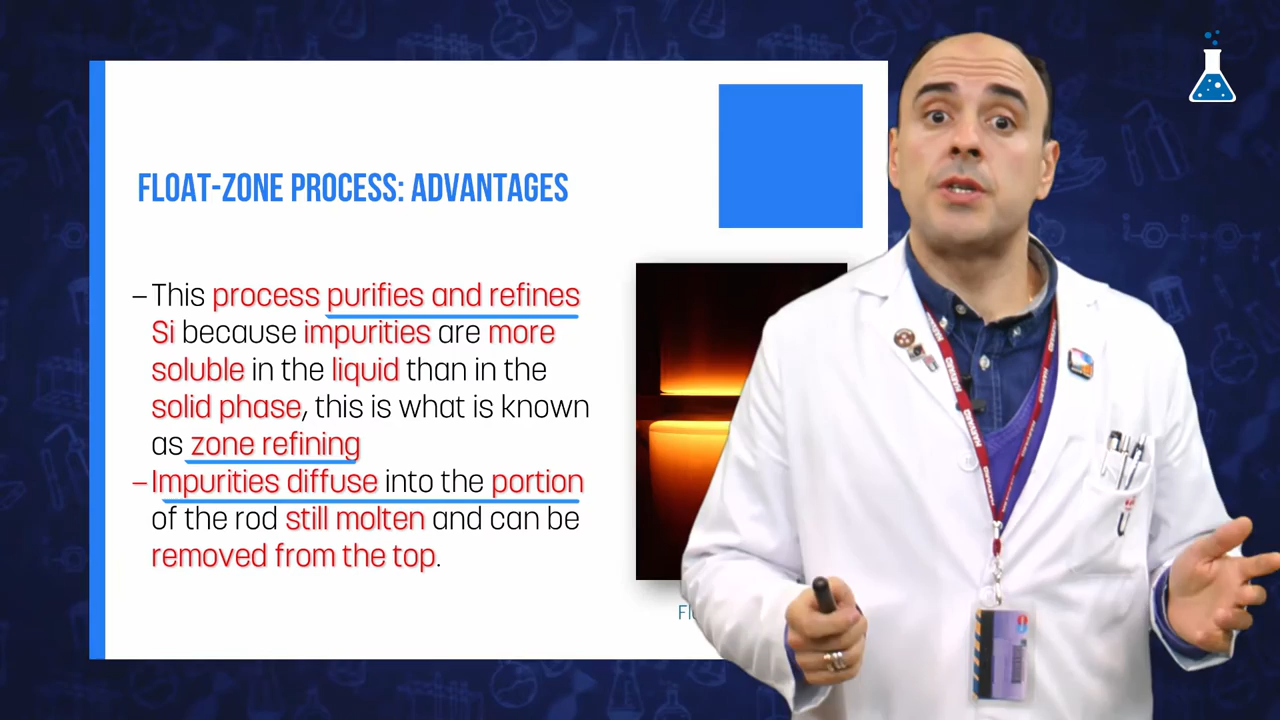 FLOAT-ZONE PROCESS: ADVANTAGES
– This process purifies and refines
Si because impurities are more
soluble in the liquid than in the
solid phase, this is what is known
as zone refining
– Impurities diffuse into the portion
of the rod still molten and can be
removed from the top.
HARVARD